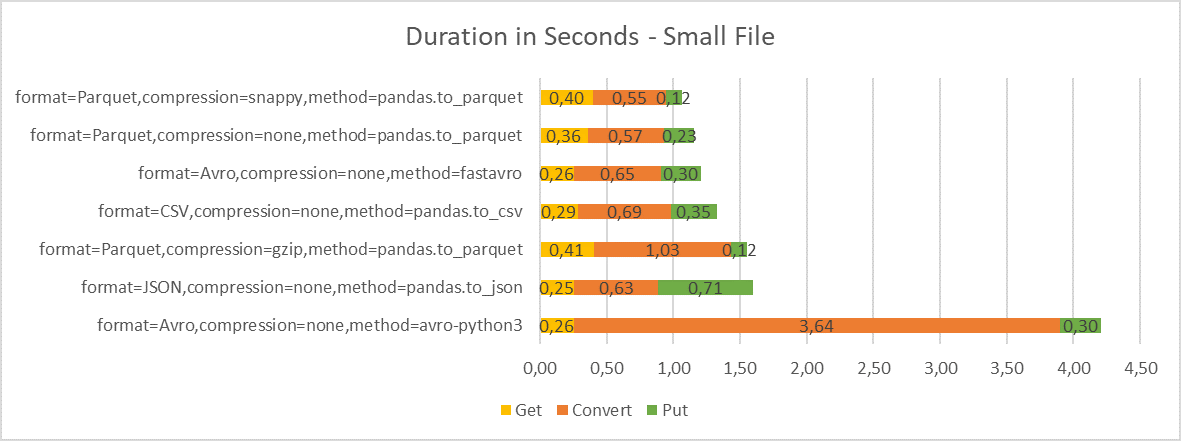 Duration in Seconds - Small File
format=Parquet,compression=snappy,method=pandas.to_parquet 0,40 0,55 0,12
format=Parquet,compression=none,method=pandas.to_parquet 0,36 0,57 0,23
format=Avro,compression=none,method=fastavro 0,26 0,65 0,30
format=CSV,compression=none,method=pandas.to_csv 0,29 0,69 0,35
format=Parquet,compression=gzip,method=pandas.to_parquet 0,41 1,03 0,12
format=JSON,compression=none,method=pandas.to_json 0,25 0,63 0,71
format=Avro,compression=none,method=avro-python3 0,26 3,64 0,30
0,00 0,50 1,00 1,50 2,00 2,50 3,00 3,50 4,00 4,50
Get Convert Put